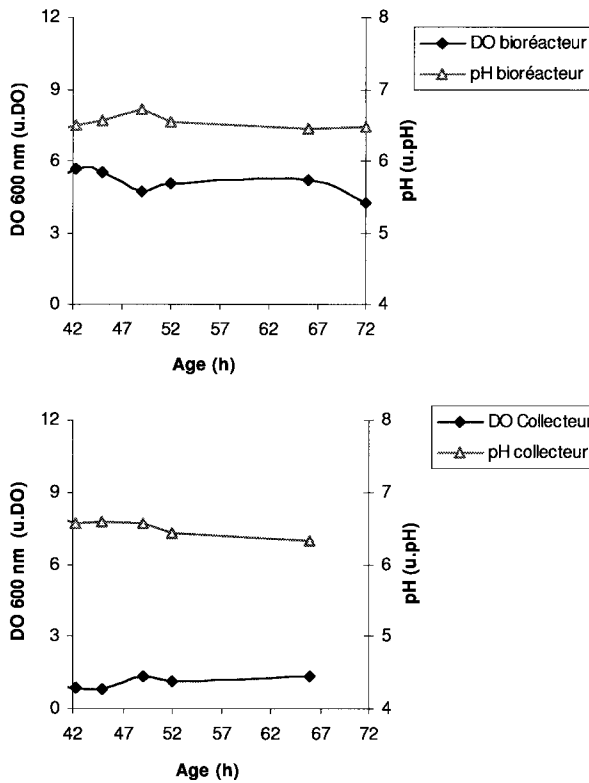 12
9
6
3
0
DO 600 nm (u.DO)
8
7
6
5
4
pH (u.pH)
42 47 52 57 62 67 72
Age (h)
DO bioréacteur
pH bioréacteur
12
9
6
3
0
DO 600 nm (u.DO)
8
7
6
5
4
pH (u.pH)
42 47 52 57 62 67 72
Age (h)
DO Collecteur
pH collecteur